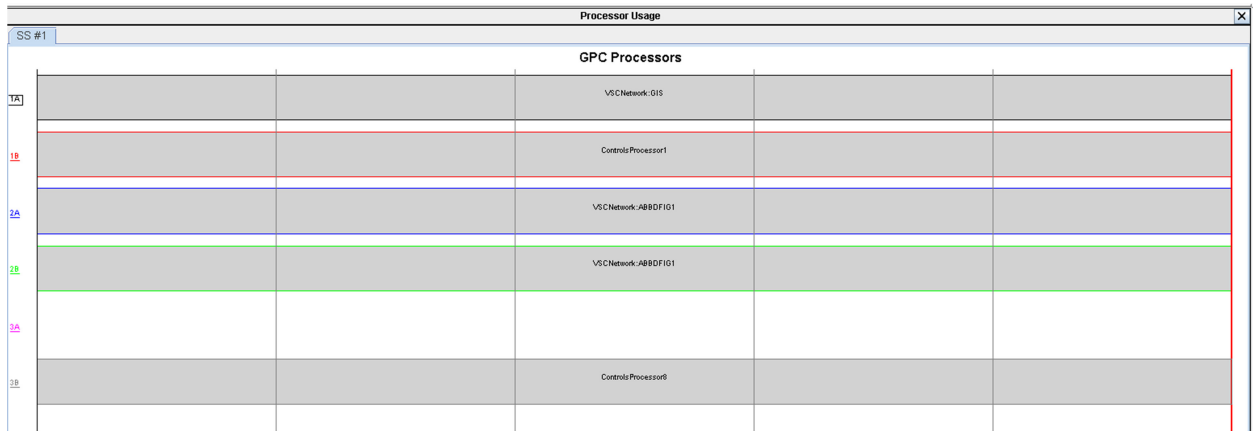 Processor Usage
X
SS #1
GPC Processors
1A
VSCNetwork::GIS
1B
ControlsProcessor1
2A
VSCNetwork::ABBDFIG1
2B
VSCNetwork::ABBDFIG1
3A
3B
ControlsProcessor8